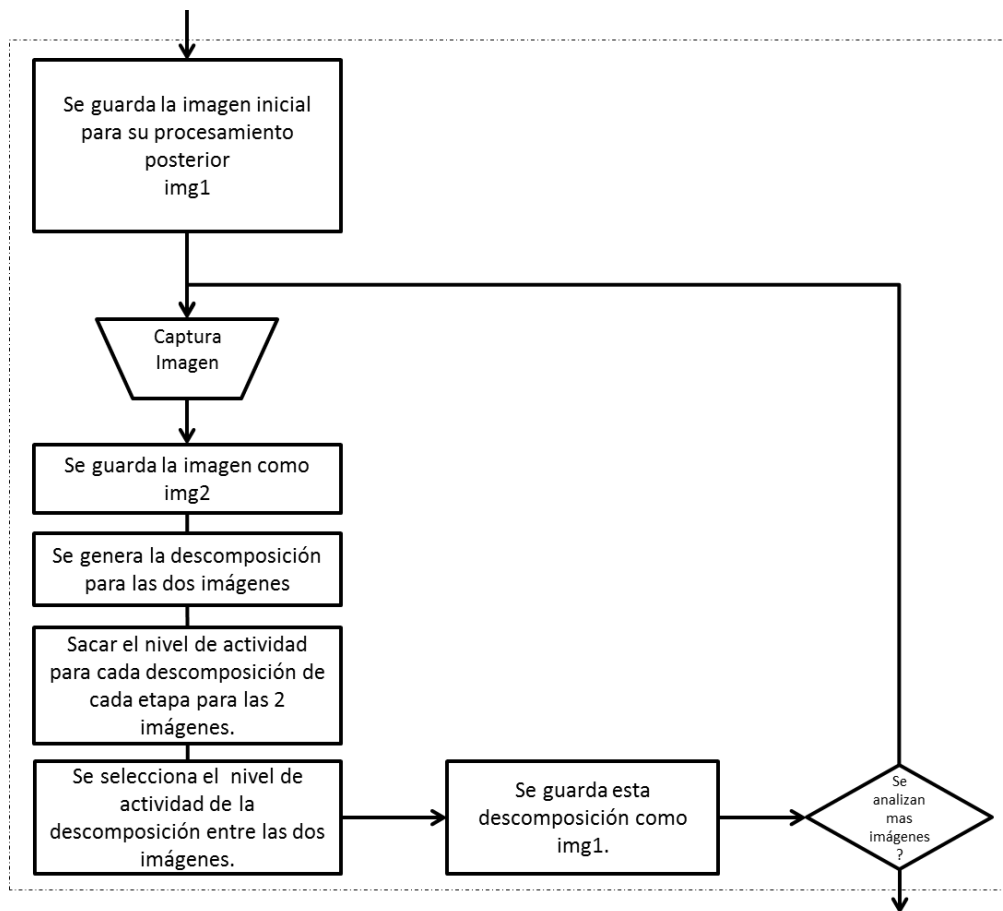 Se guarda la imagen inicial
para su procesamiento
posterior
img1
Captura
Imagen
Se guarda la imagen como
img2
Se genera la descomposición
para las dos imágenes
Sacar el nivel de actividad
para cada descomposición de
cada etapa para las 2
imágenes.
Se selecciona el nivel de
actividad de la
descomposición entre las dos
imágenes.
Se guarda esta
descomposición como
img1.
Se
analizan
mas
imágenes
?